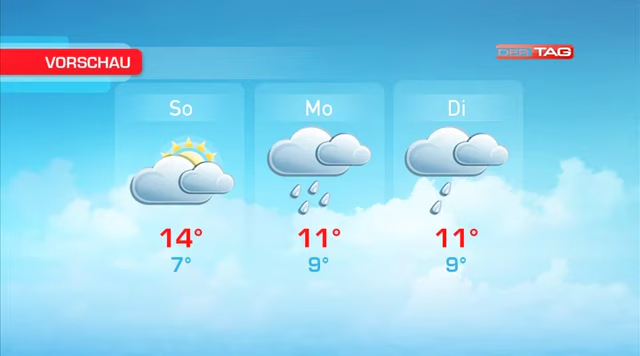 VORSCHAU
DER TAG
So Mo Di
14° 11° 11°
7° 9° 9°